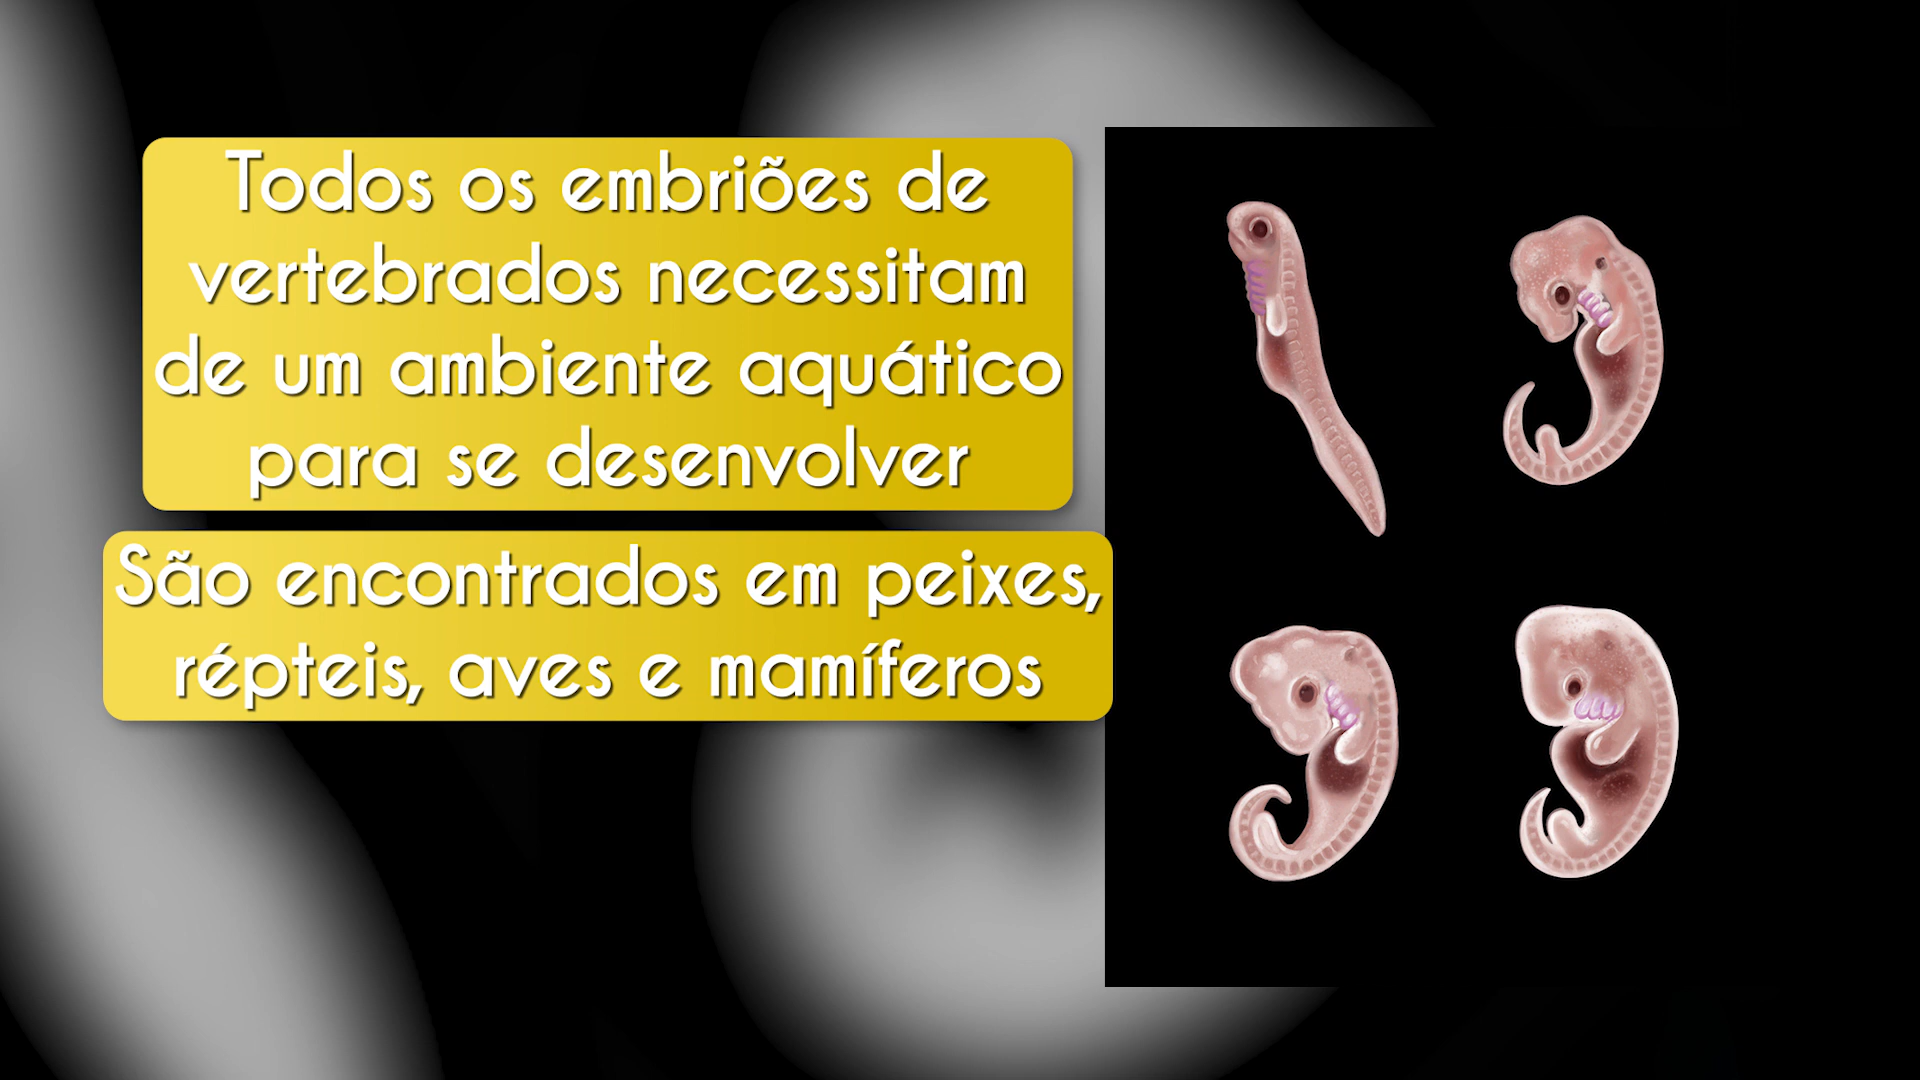 Todos os embriões de
vertebrados necessitam
de um ambiente aquático
para se desenvolver
São encontrados em peixes,
répteis, aves e mamíferos